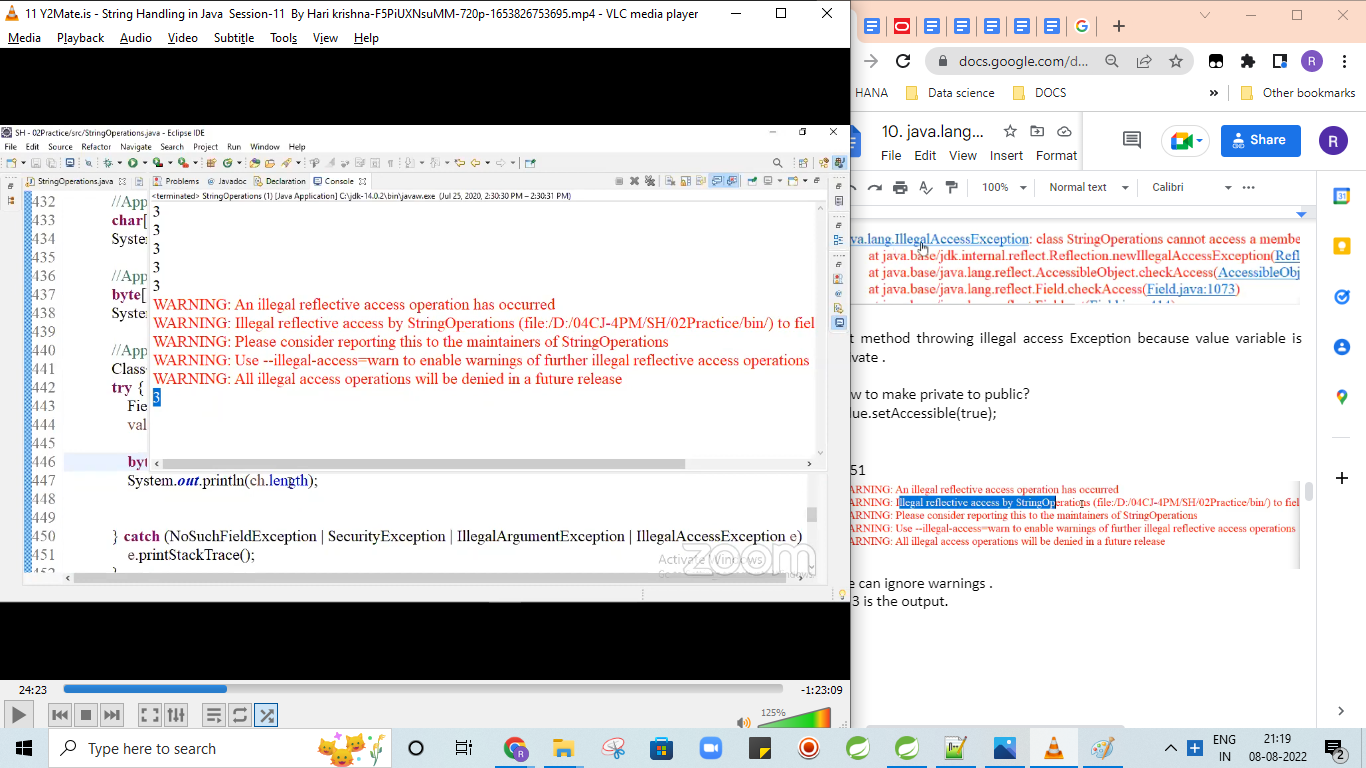 11 Y2Mate.is - String Handling in Java Session-11 By Hari krishna-F5PiUXNsuMM-720p-1653826753695.mp4 - VLC media player
Media Playback Audio Video Subtitle Tools View Help
SH - 02Practice/src/StringOperations.java - Eclipse IDE
File Edit Source Refactor Navigate Search Project Run Window Help
StringOperations.java
Problems Javadoc Declaration Console
<terminated> StringOperations (1) [Java Application] C:\jdk-14.0.2\bin\javaw.exe (Jul 25, 2020, 2:30:30 PM – 2:30:31 PM)
3
3
3
3
3
WARNING: An illegal reflective access operation has occurred
WARNING: Illegal reflective access by StringOperations (file:/D:/04CJ-4PM/SH/02Practice/bin/) to fiel
WARNING: Please consider reporting this to the maintainers of StringOperations
WARNING: Use --illegal-access=warn to enable warnings of further illegal reflective access operations
WARNING: All illegal access operations will be denied in a future release
3
432 //App
433 char[
434 Syster
435
436 //App
437 byte[
438 Syster
439
440 //App
441 Class<
442 try {
443 Fie
444 val
445
446 byt
447 System.out.println(ch.length);
448
449
450 } catch (NoSuchFieldException | SecurityException | IllegalArgumentException | IllegalAccessException e)
451 e.printStackTrace();
zoom
Activate Windows
24:23
-1:23:09
125%
docs.google.com/d...
R
HANA Data science DOCS » Other bookmarks
10. java.lang...
File Edit View Insert Format
Share
R
100% Normal text Calibri
va.lang.IllegalAccessException: class StringOperations cannot access a membe
at java.base/jdk.internal.reflect.Reflection.newIllegalAccessException(Refl
at java.base/java.lang.reflect.AccessibleObject.checkAccess(AccessibleObj
at java.base/java.lang.reflect.Field.checkAccess(Field.java:1073)
t method throwing illegal access Exception because value variable is
vate .
w to make private to public?
lue.setAccessible(true);
51
ARNING: An illegal reflective access operation has occurred
ARNING: Illegal reflective access by StringOperations (file:/D:/04CJ-4PM/SH/02Practice/bin/) to fiel
ARNING: Please consider reporting this to the maintainers of StringOperations
ARNING: Use --illegal-access=warn to enable warnings of further illegal reflective access operations
ARNING: All illegal access operations will be denied in a future release
e can ignore warnings .
3 is the output.
Type here to search
ENG
IN
21:19
08-08-2022
2